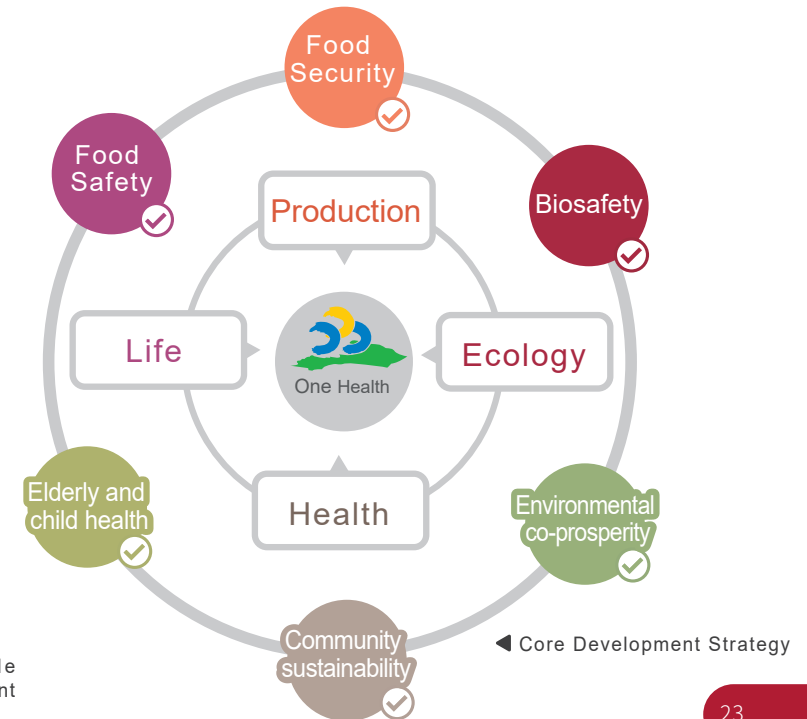 Food
Security
Food
Safety
Biosafety
Production
Life
Ecology
One Health
Health
Elderly and
child health
Environmental
co-prosperity
Community
sustainability
Core Development Strategy
23